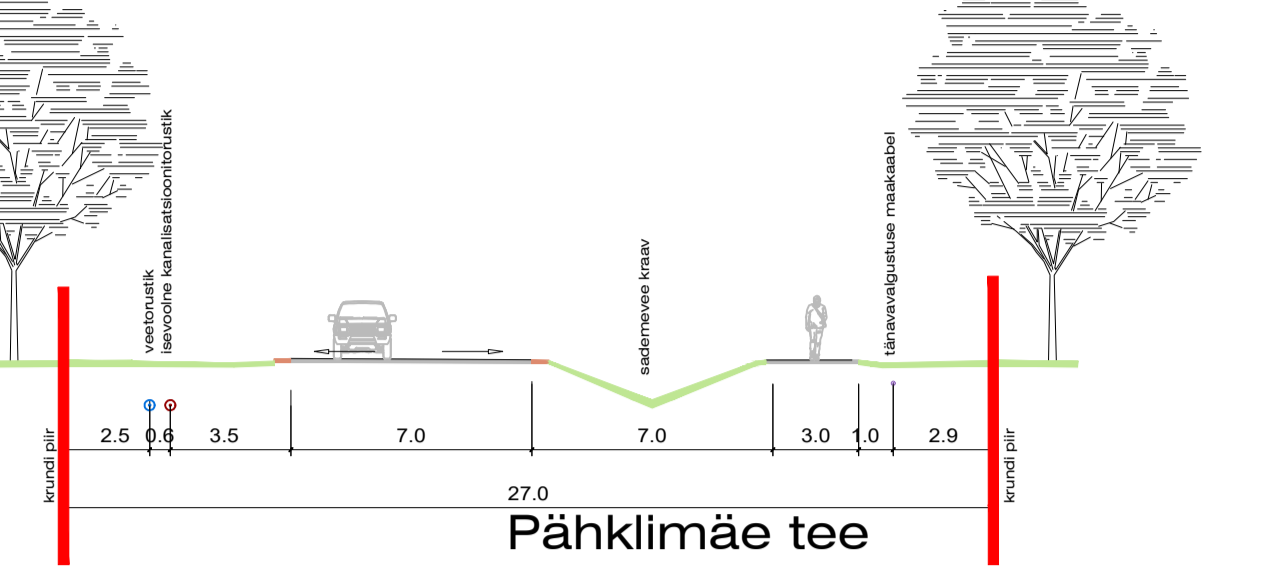 veetorustik
isevoolne kanalisatsioonitorustik
sademevee kraav
tänavavalgustuse maakaabel
krundi piir
2.5 0.6 3.5 7.0 7.0 3.0 1.0 2.9
krundi piir
27.0
Pähklimäe tee